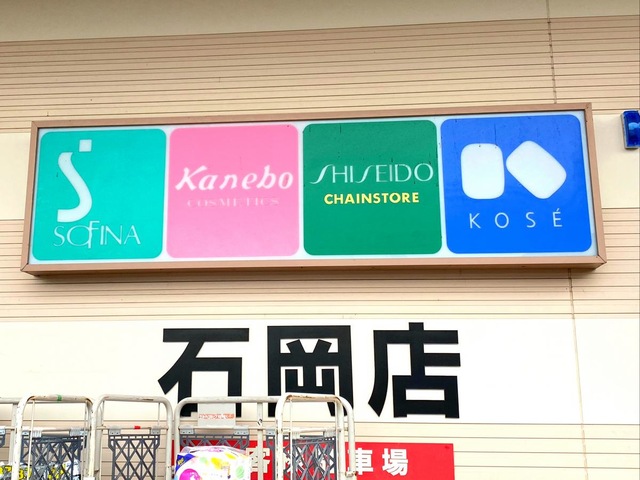 SOFINA
Kanebo
COSMETICS
SHISEIDO
CHAINSTORE
KOSÉ
石岡店
車場